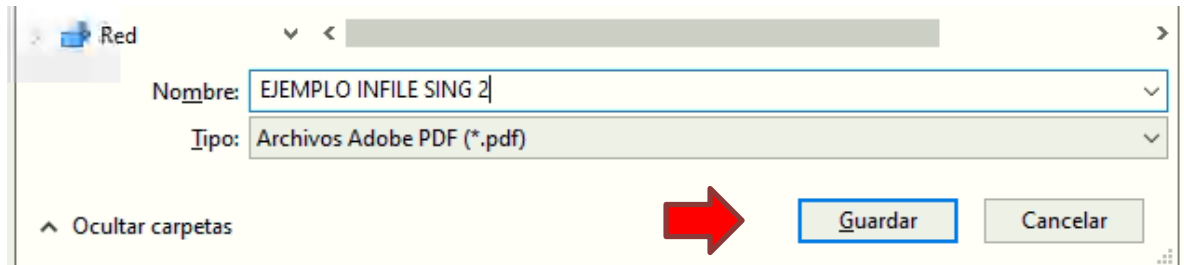 Red
Nombre: EJEMPLO INFILE SING 2
Tipo: Archivos Adobe PDF (*.pdf)
Ocultar carpetas
Guardar
Cancelar